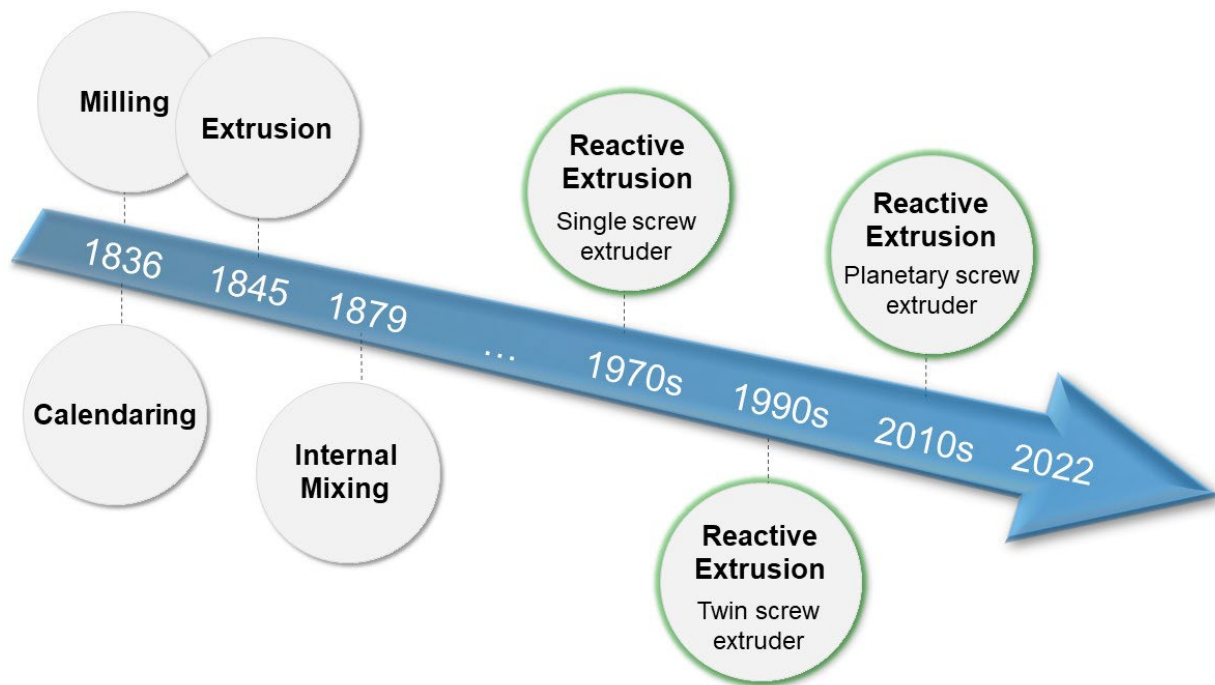 Milling
Extrusion
Reactive
Extrusion
Single screw
extruder
Reactive
Extrusion
Planetary screw
extruder
1836
1845
1879
...
1970s
1990s
2010s
2022
Calendaring
Internal
Mixing
Reactive
Extrusion
Twin screw
extruder